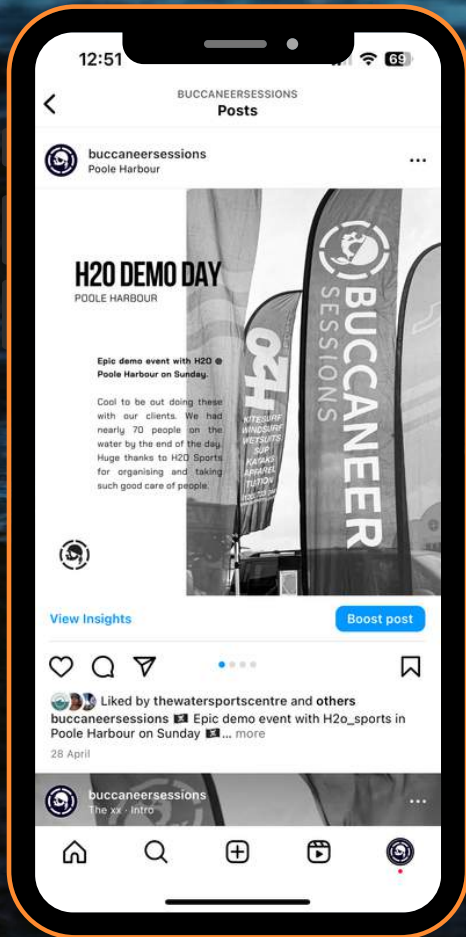 12:51
69
BUCCANEERSESSIONS
Posts
buccaneersessions
Poole Harbour
H20 DEMO DAY
POOLE HARBOUR
Epic demo event with H20 @
Poole Harbour on Sunday.
Cool to be out doing these
with our clients. We had
nearly 70 people on the
water by the end of the day.
Huge thanks to H20 Sports
for organising and taking
such good care of people.
H2O
KITESURF
WINDSURF
WETSUITS
SUP
KAYAKS
APPAREL
TUITION
BUCCANEER
SESSIONS
View Insights
Boost post
Liked by thewatersportscentre and others
buccaneersessions 🏴‍☠️ Epic demo event with H2o_sports in
Poole Harbour on Sunday 🏴‍☠️... more
28 April
buccaneersessions
The xx · Intro